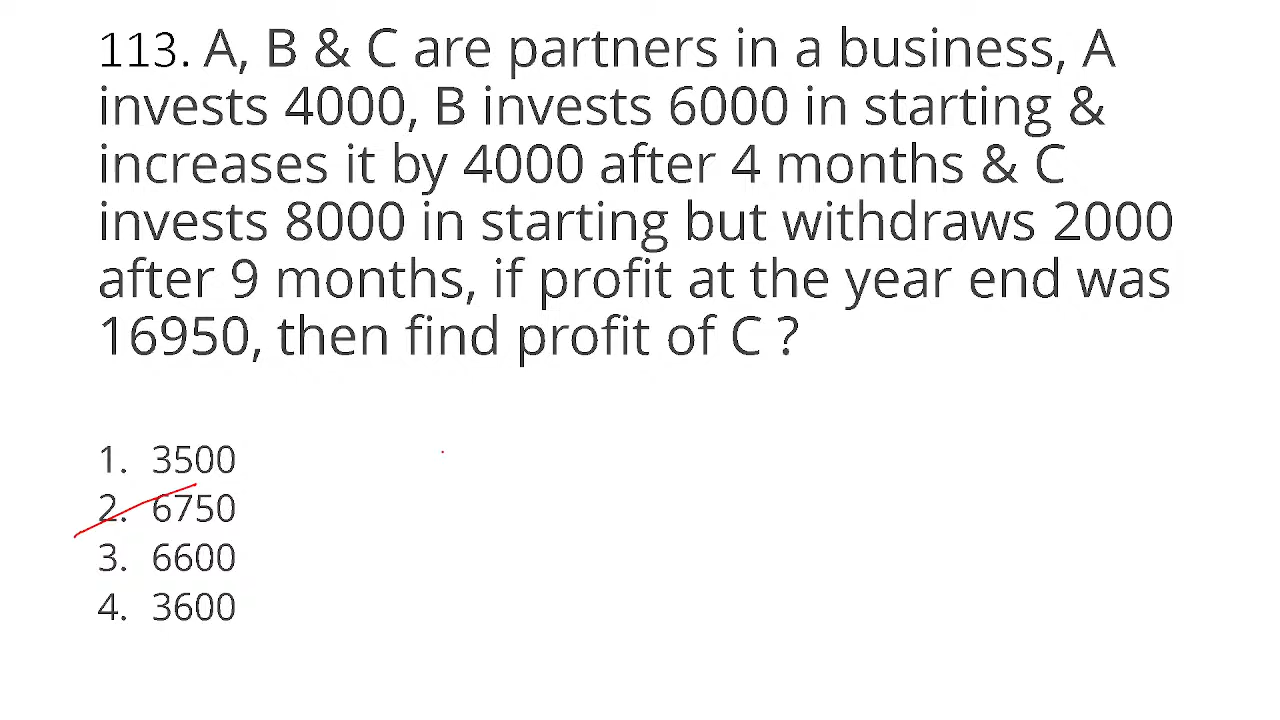 113. A, B & C are partners in a business, A
invests 4000, B invests 6000 in starting &
increases it by 4000 after 4 months & C
invests 8000 in starting but withdraws 2000
after 9 months, if profit at the year end was
16950, then find profit of C ?
1. 3500
2. 6750
3. 6600
4. 3600